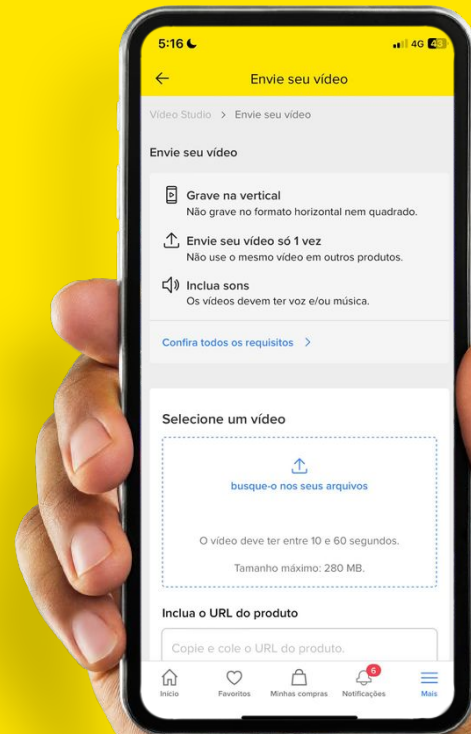 5:16
4G 43
Envie seu vídeo
Vídeo Studio > Envie seu vídeo
Envie seu vídeo
Grave na vertical
Não grave no formato horizontal nem quadrado.
Envie seu vídeo só 1 vez
Não use o mesmo vídeo em outros produtos.
Inclua sons
Os vídeos devem ter voz e/ou música.
Confira todos os requisitos >
Selecione um vídeo
busque-o nos seus arquivos
O vídeo deve ter entre 10 e 60 segundos.
Tamanho máximo: 280 MB.
Inclua o URL do produto
Copie e cole o URL do produto.
6
Início Favoritos Minhas compras Notificações Mais